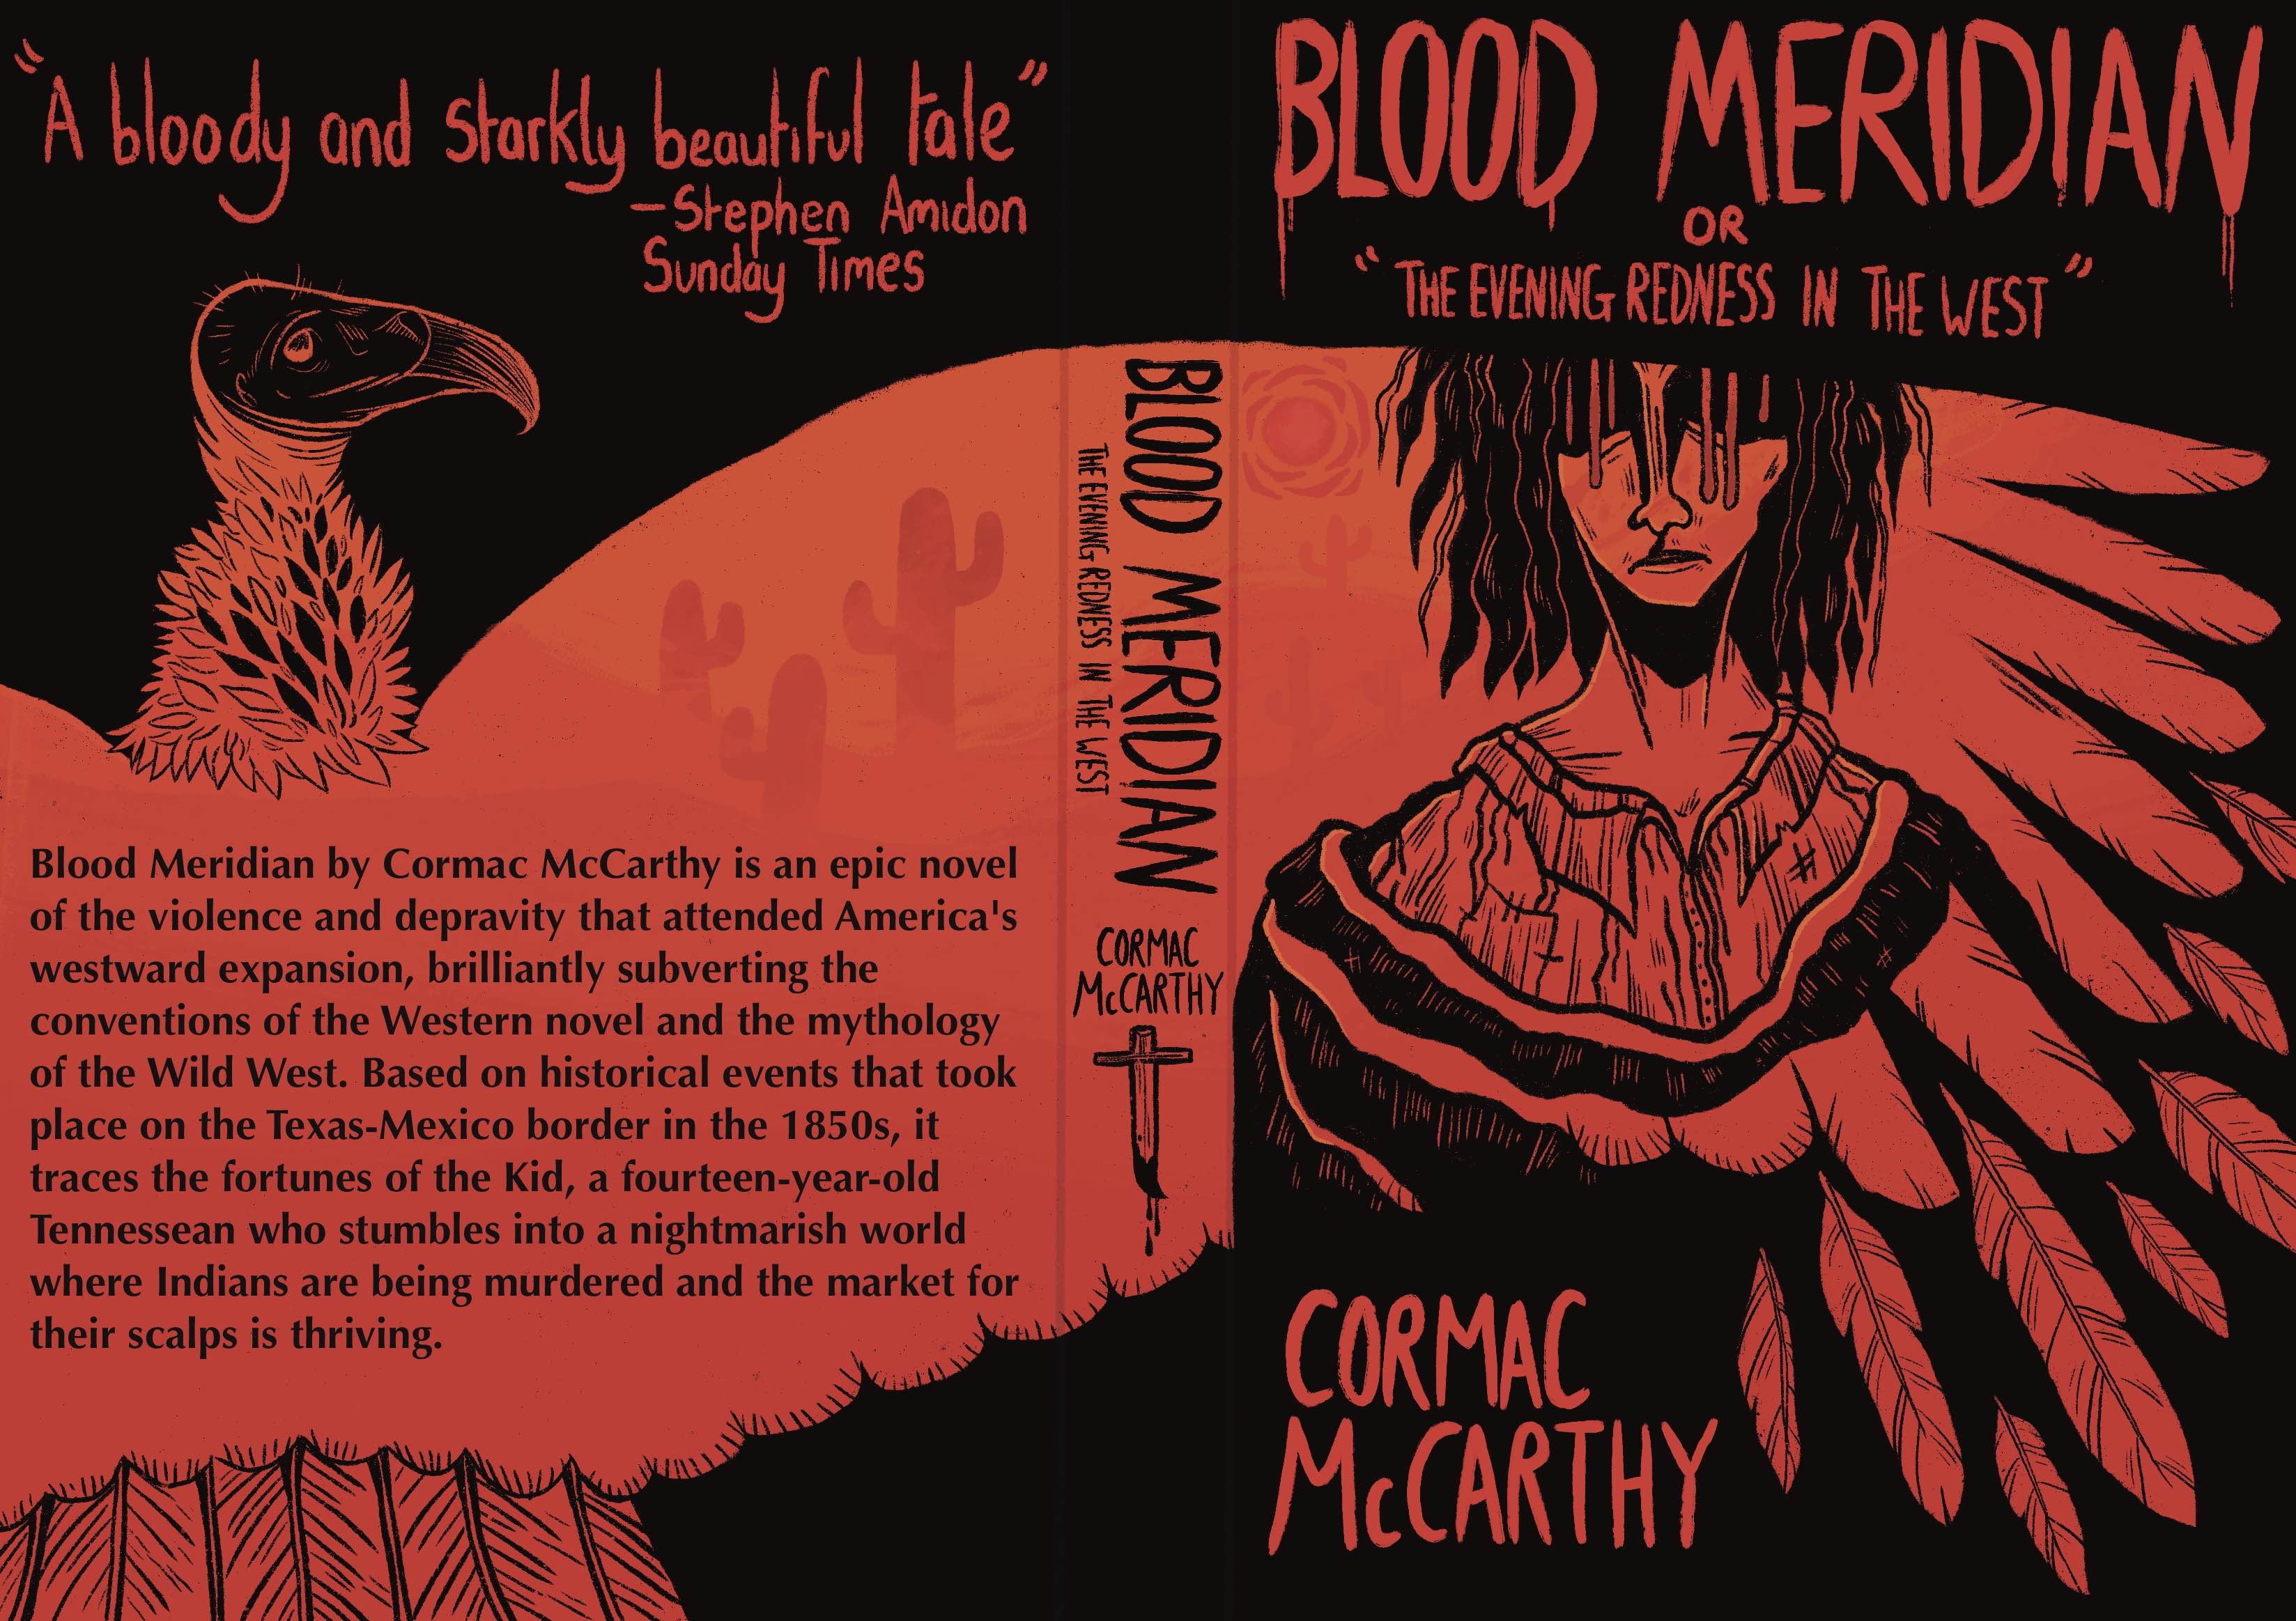 “A bloody and starkly beautiful tale”
-Stephen Amidon
Sunday Times
Blood Meridian by Cormac McCarthy is an epic novel
of the violence and depravity that attended America's
westward expansion, brilliantly subverting the
conventions of the Western novel and the mythology
of the Wild West. Based on historical events that took
place on the Texas-Mexico border in the 1850s, it
traces the fortunes of the Kid, a fourteen-year-old
Tennessean who stumbles into a nightmarish world
where Indians are being murdered and the market for
their scalps is thriving.
BLOOD MERIDIAN
THE EVENING REDNESS IN THE WEST
CORMAC
McCARTHY
BLOOD MERIDIAN
OR
“THE EVENING REDNESS IN THE WEST”
CORMAC
McCARTHY